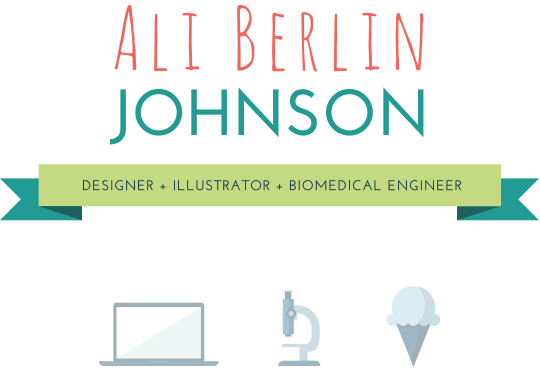 ALI BERLIN
JOHNSON
DESIGNER + ILLUSTRATOR + BIOMEDICAL ENGINEER